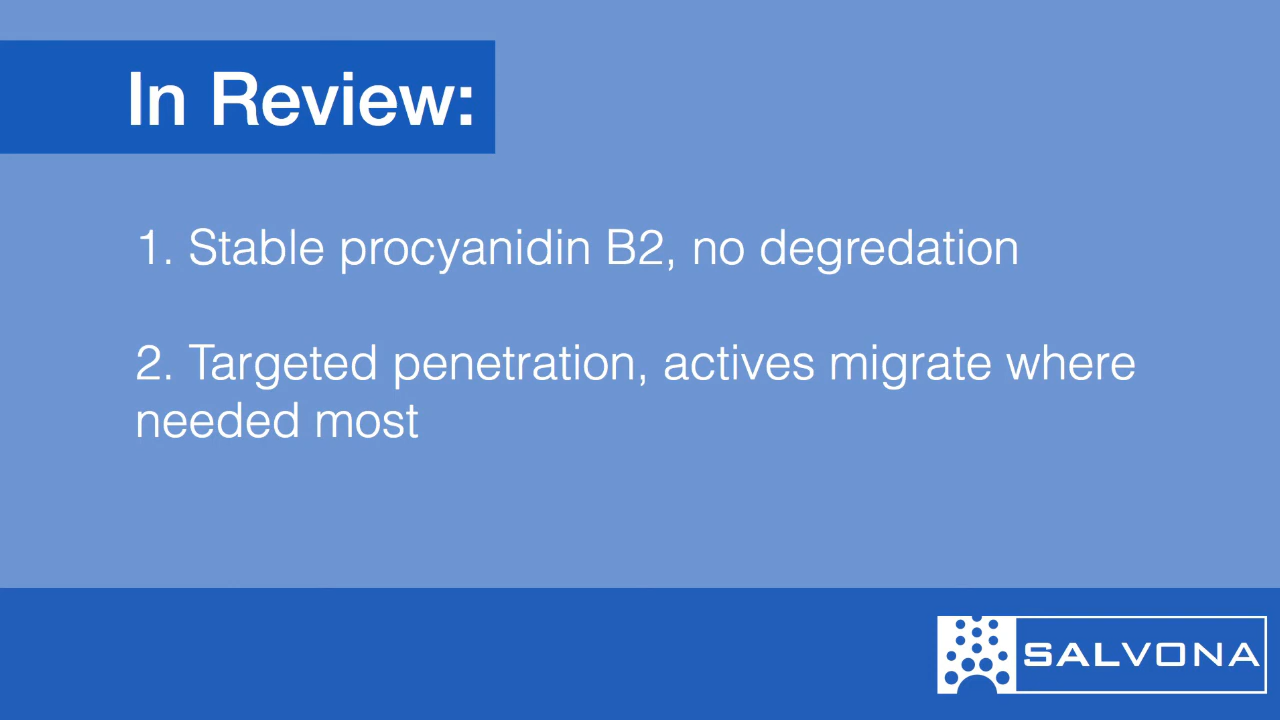 In Review:
1. Stable procyanidin B2, no degredation
2. Targeted penetration, actives migrate where
needed most
SALVONA